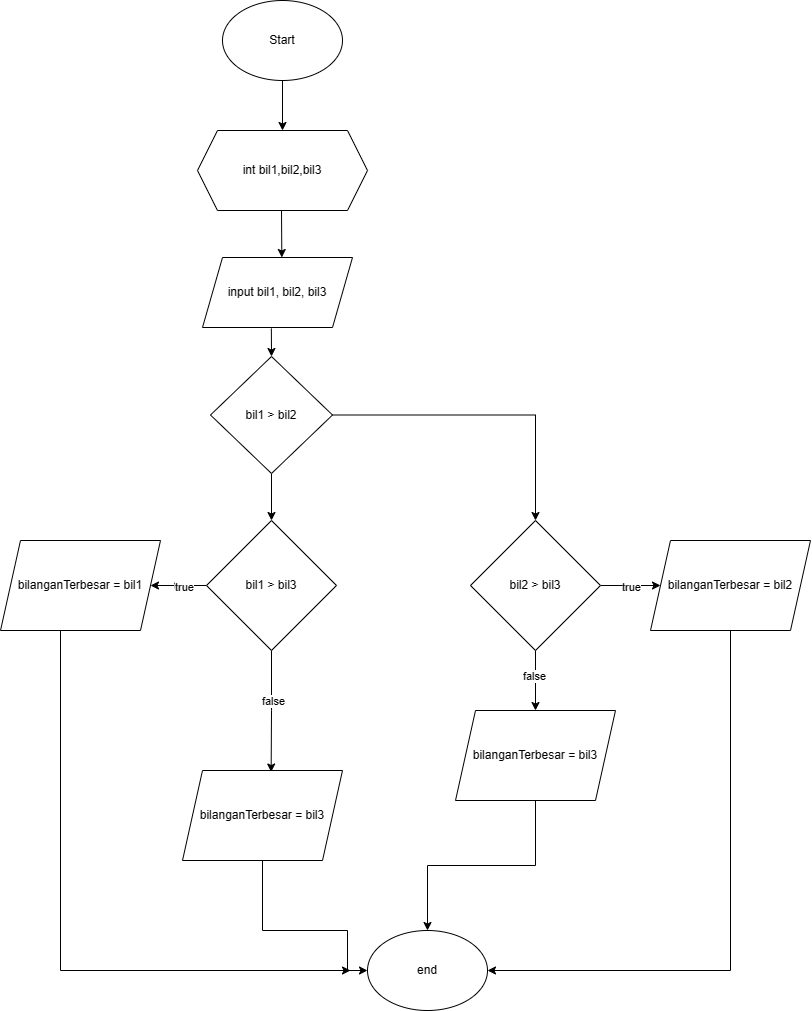 Start
int bil1,bil2,bil3
input bil1, bil2, bil3
bil1 > bil2
bilanganTerbesar = bil1
true
bil1 > bil3
bil2 > bil3
true
bilanganTerbesar = bil2
false
false
bilanganTerbesar = bil3
bilanganTerbesar = bil3
end